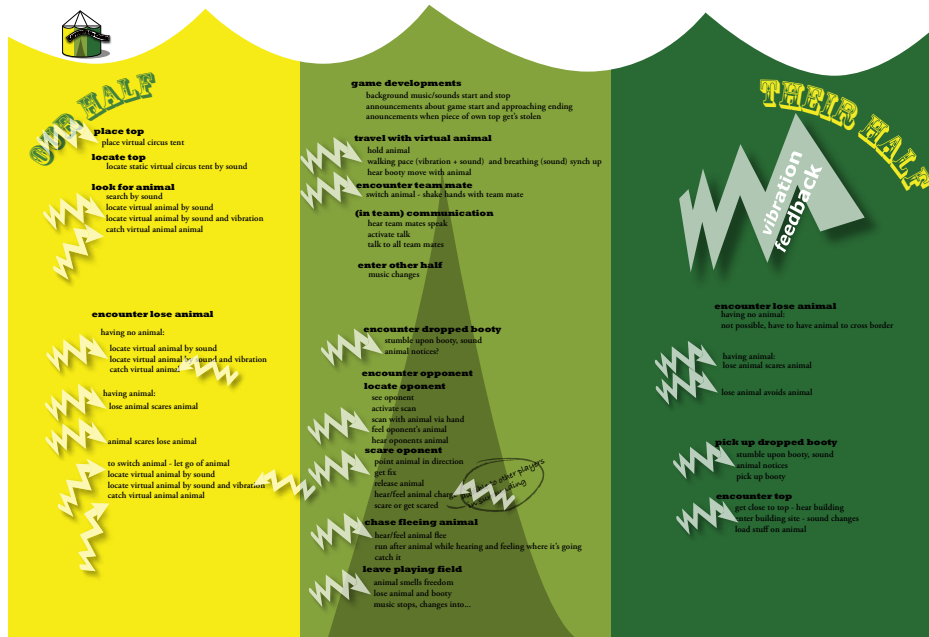 OUR HALF
place top
place virtual circus tent
locate top
locate static virtual circus tent by sound
look for animal
search by sound
locate virtual animal by sound
locate virtual animal by sound and vibration
catch virtual animal animal
encounter lose animal
having no animal:
locate virtual animal by sound
locate virtual animal by sound and vibration
catch virtual animal
having animal:
lose animal scares animal
animal scares lose animal
to switch animal - let go of animal
locate virtual animal by sound
locate virtual animal by sound and vibration
catch virtual animal animal
game developments
background music/sounds start and stop
announcements about game start and approaching ending
anouncements when piece of own top get's stolen
travel with virtual animal
hold animal
walking pace (vibration + sound) and breathing (sound) synch up
hear booty move with animal
encounter team mate
switch animal - shake hands with team mate
(in team) communication
hear team mates speak
activate talk
talk to all team mates
enter other half
music changes
encounter dropped booty
stumble upon booty, sound
animal notices?
encounter opponent
locate oponent
see oponent
activate scan
scan with animal via hand
feel oponent's animal
hear oponents animal
scare oponent
point animal in direction
get fix
release animal
hear/feel animal charge
scare or get scared
to other players
chase fleeing animal
hear/feel animal flee
run after animal while hearing and feeling where it's going
catch it
leave playing field
animal smells freedom
lose animal and booty
music stops, changes into...
THEIR HALF
vibration
feedback
encounter lose animal
having no animal:
not possible, have to have animal to cross border
having animal:
lose animal scares animal
lose animal avoids animal
pick up dropped booty
stumble upon booty, sound
animal notices
pick up booty
encounter top
get close to top - hear building
enter building site - sound changes
load stuff on animal